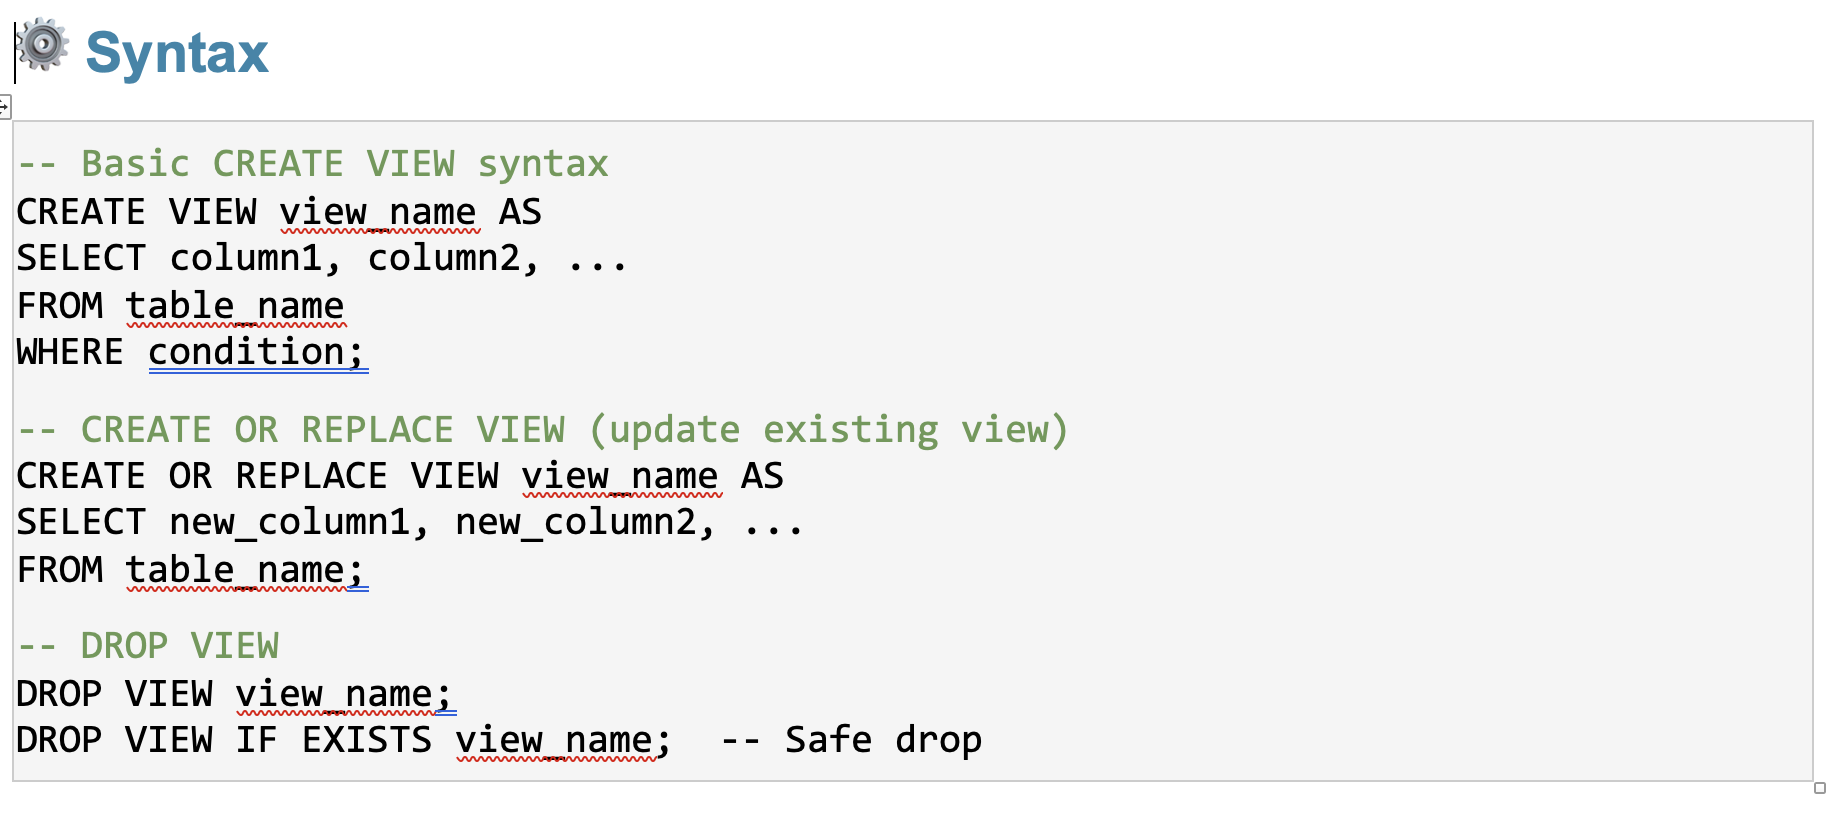 Syntax
-- Basic CREATE VIEW syntax
CREATE VIEW view_name AS
SELECT column1, column2, ...
FROM table_name
WHERE condition;
-- CREATE OR REPLACE VIEW (update existing view)
CREATE OR REPLACE VIEW view_name AS
SELECT new_column1, new_column2, ...
FROM table_name;
-- DROP VIEW
DROP VIEW view_name;
DROP VIEW IF EXISTS view_name;  -- Safe drop